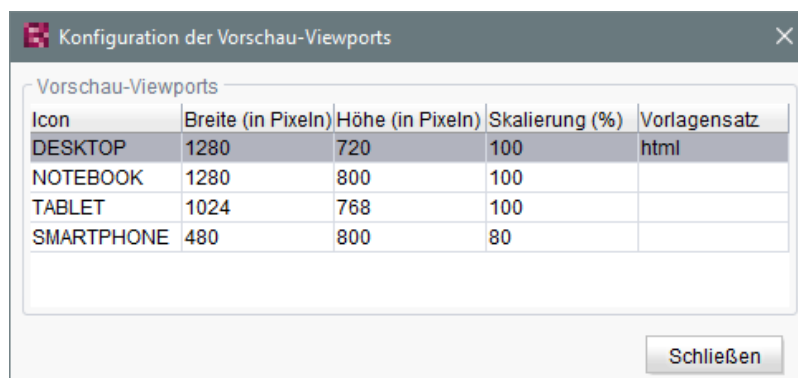 Konfiguration der Vorschau-Viewports
Vorschau-Viewports
Icon Breite (in Pixeln) Höhe (in Pixeln) Skalierung (%) Vorlagensatz
DESKTOP 1280 720 100 html
NOTEBOOK 1280 800 100
TABLET 1024 768 100
SMARTPHONE 480 800 80
Schließen